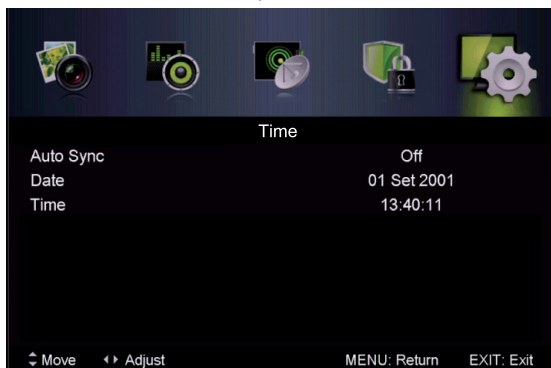 Time
Auto Sync Off
Date 01 Set 2001
Time 13:40:11
Move Adjust MENU: Return EXIT: Exit